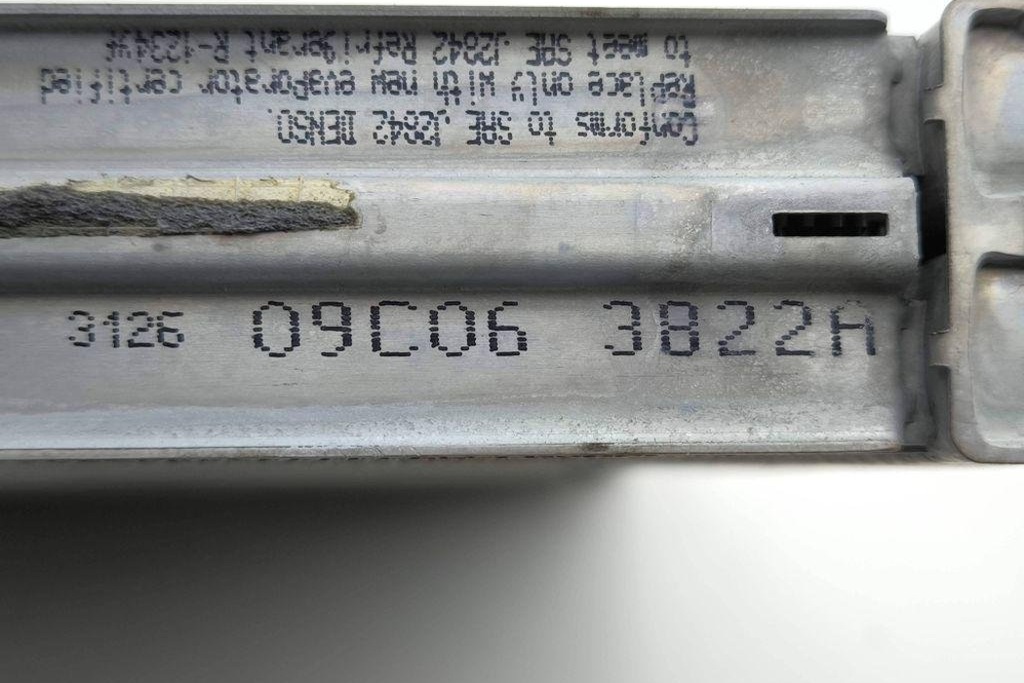 Conforms to SAE J2842 DENSO.
Replace only with new evaporator certified
to meet SAE J2842 Refrigerant R-1234yf
3126 09C06 3822A